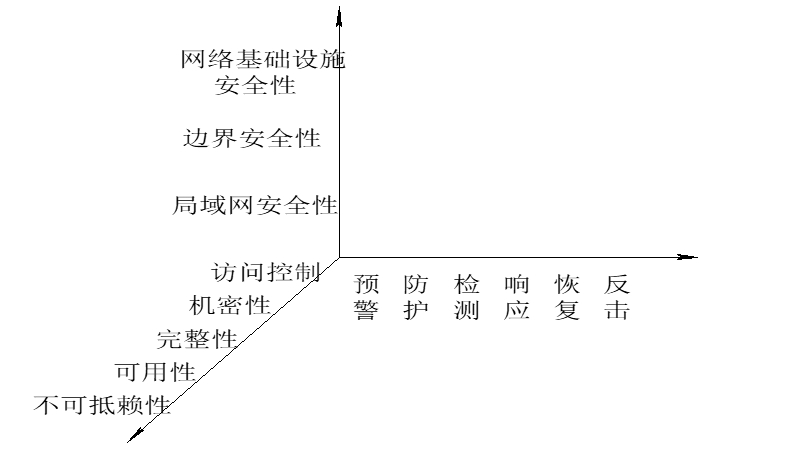 网络基础设施
安全性
边界安全性
局域网安全性
访问控制
机密性
完整性
可用性
不可抵赖性
预警
防护
检测
响应
恢复
反击